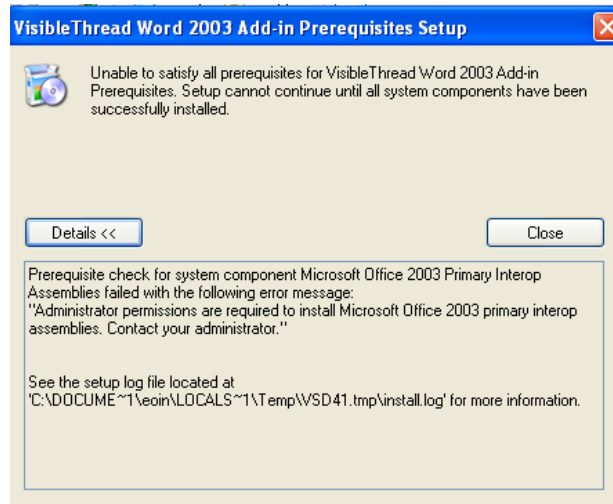 VisibleThread Word 2003 Add-in Prerequisites Setup
Unable to satisfy all prerequisites for VisibleThread Word 2003 Add-in
Prerequisites. Setup cannot continue until all system components have been
successfully installed.
Details <<
Close
Prerequisite check for system component Microsoft Office 2003 Primary Interop
Assemblies failed with the following error message:
"Administrator permissions are required to install Microsoft Office 2003 primary interop
assemblies. Contact your administrator."
See the setup log file located at
'C:\DOCUME~1\eoin\LOCALS~1\Temp\VSD41.tmp\install.log' for more information.